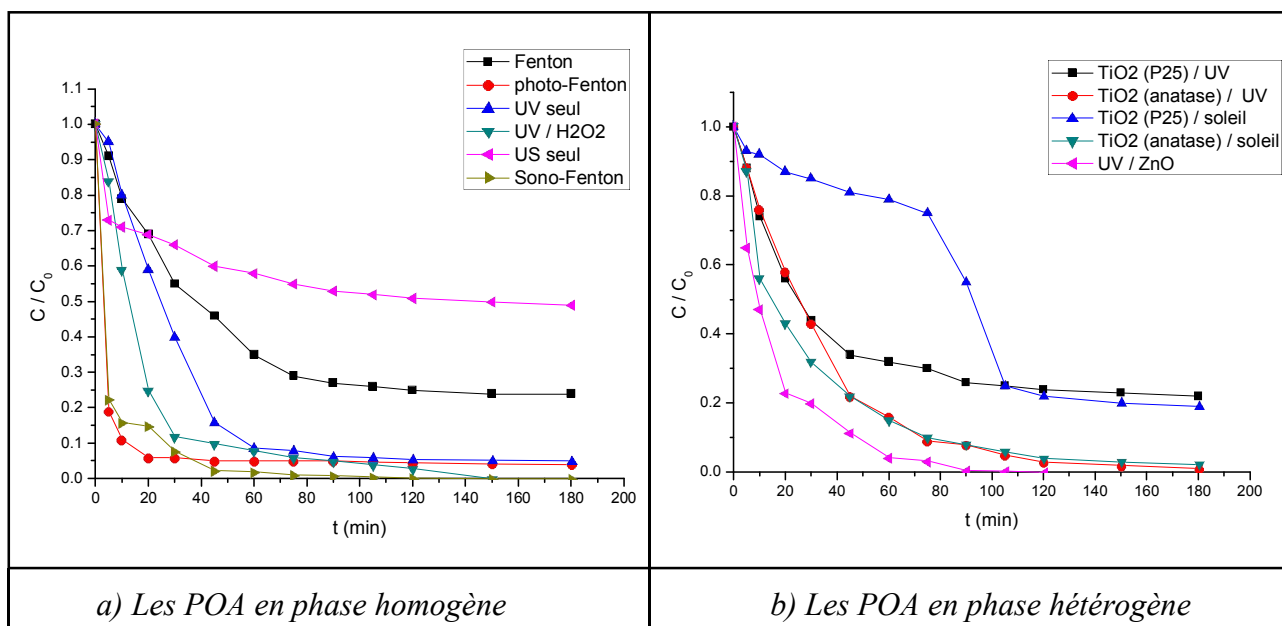 Fenton
photo-Fenton
UV seul
UV / H2O2
US seul
Sono-Fenton
1.1
1.0
0.9
0.8
0.7
0.6
0.5
0.4
0.3
0.2
0.1
0.0
C / C₀
0 20 40 60 80 100 120 140 160 180 200
t (min)
a) Les POA en phase homogène
TiO2 (P25) / UV
TiO2 (anatase) / UV
TiO2 (P25) / soleil
TiO2 (anatase) / soleil
UV / ZnO
1.0
0.8
0.6
0.4
0.2
0.0
C / C₀
0 20 40 60 80 100 120 140 160 180 200
t (min)
b) Les POA en phase hétérogène